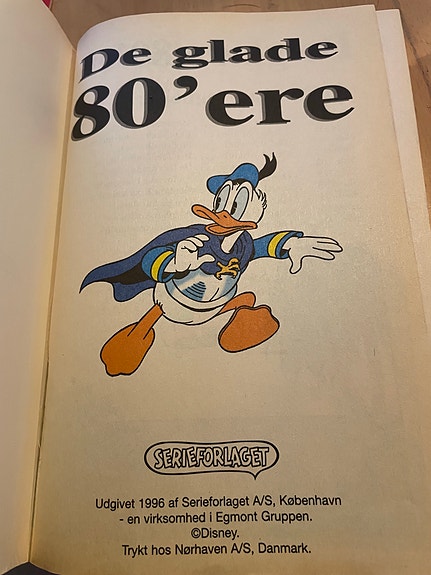 De glade
80'ere
SERIEFORLAGET
Udgivet 1996 af Serieforlaget A/S, København
- en virksomhed i Egmont Gruppen.
©Disney.
Trykt hos Nørhaven A/S, Danmark.